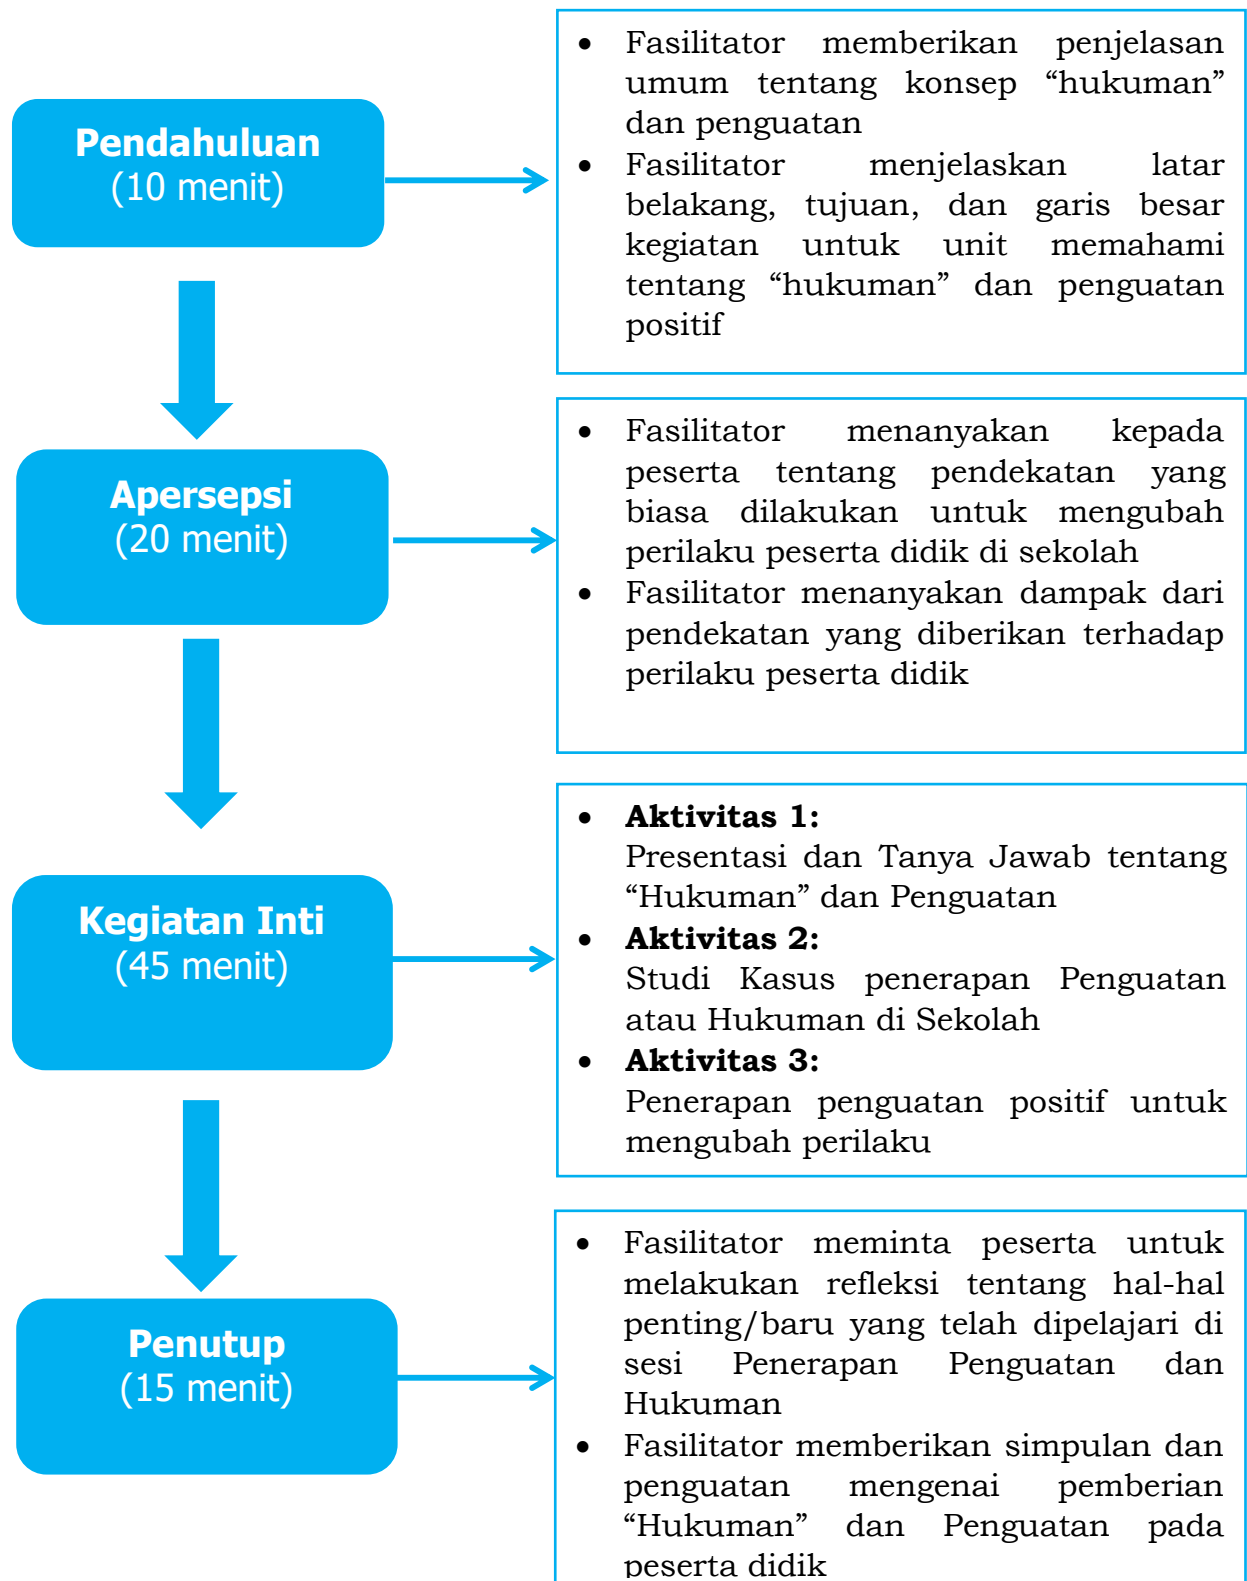 Pendahuluan
(10 menit)
• Fasilitator memberikan penjelasan
umum tentang konsep “hukuman”
dan penguatan
• Fasilitator menjelaskan latar
belakang, tujuan, dan garis besar
kegiatan untuk unit memahami
tentang “hukuman” dan penguatan
positif
Apersepsi
(20 menit)
• Fasilitator menanyakan kepada
peserta tentang pendekatan yang
biasa dilakukan untuk mengubah
perilaku peserta didik di sekolah
• Fasilitator menanyakan dampak dari
pendekatan yang diberikan terhadap
perilaku peserta didik
Kegiatan Inti
(45 menit)
• Aktivitas 1:
Presentasi dan Tanya Jawab tentang
“Hukuman” dan Penguatan
• Aktivitas 2:
Studi Kasus penerapan Penguatan
atau Hukuman di Sekolah
• Aktivitas 3:
Penerapan penguatan positif untuk
mengubah perilaku
Penutup
(15 menit)
• Fasilitator meminta peserta untuk
melakukan refleksi tentang hal-hal
penting/baru yang telah dipelajari di
sesi Penerapan Penguatan dan
Hukuman
• Fasilitator memberikan simpulan dan
penguatan mengenai pemberian
“Hukuman” dan Penguatan pada
peserta didik